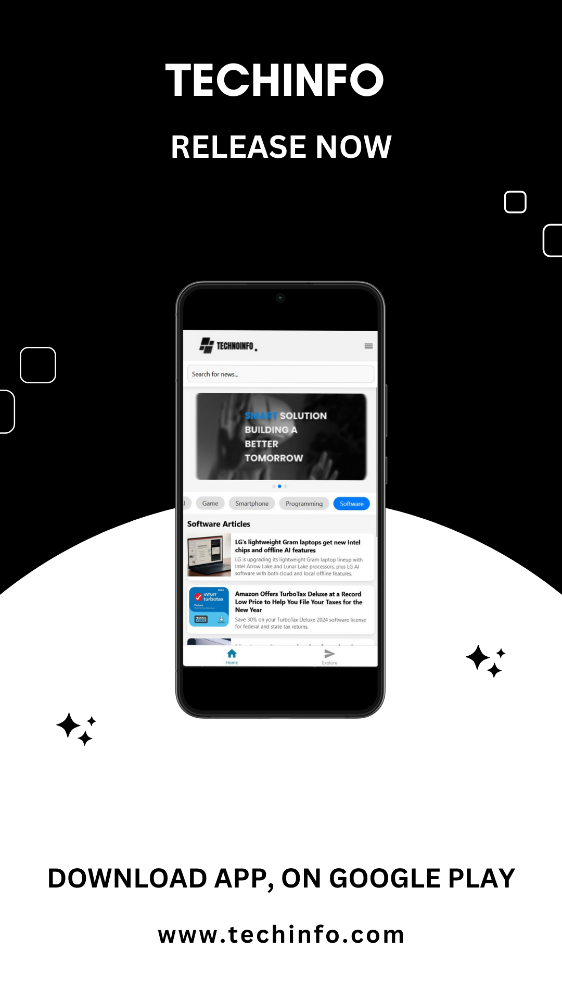 TECHINFO
RELEASE NOW
TECHNOINFO.
Search for news...
SMART SOLUTION
BUILDING A
BETTER
TOMORROW
Game Smartphone Programming Software
Software Articles
LG's lightweight Gram laptops get new Intel
chips and offline AI features
LG is upgrading its lightweight Gram laptop lineup with
Intel Arrow Lake and Lunar Lake processors, plus LG AI
software with both cloud and local offline features.
2024
INTUIT
turbotax
Deluxe
FEDERAL
Amazon Offers TurboTax Deluxe at a Record
Low Price to Help You File Your Taxes for the
New Year
Save 30% on your TurboTax Deluxe 2024 software license
for federal and state tax returns.
Home Explore
DOWNLOAD APP, ON GOOGLE PLAY
www.techinfo.com